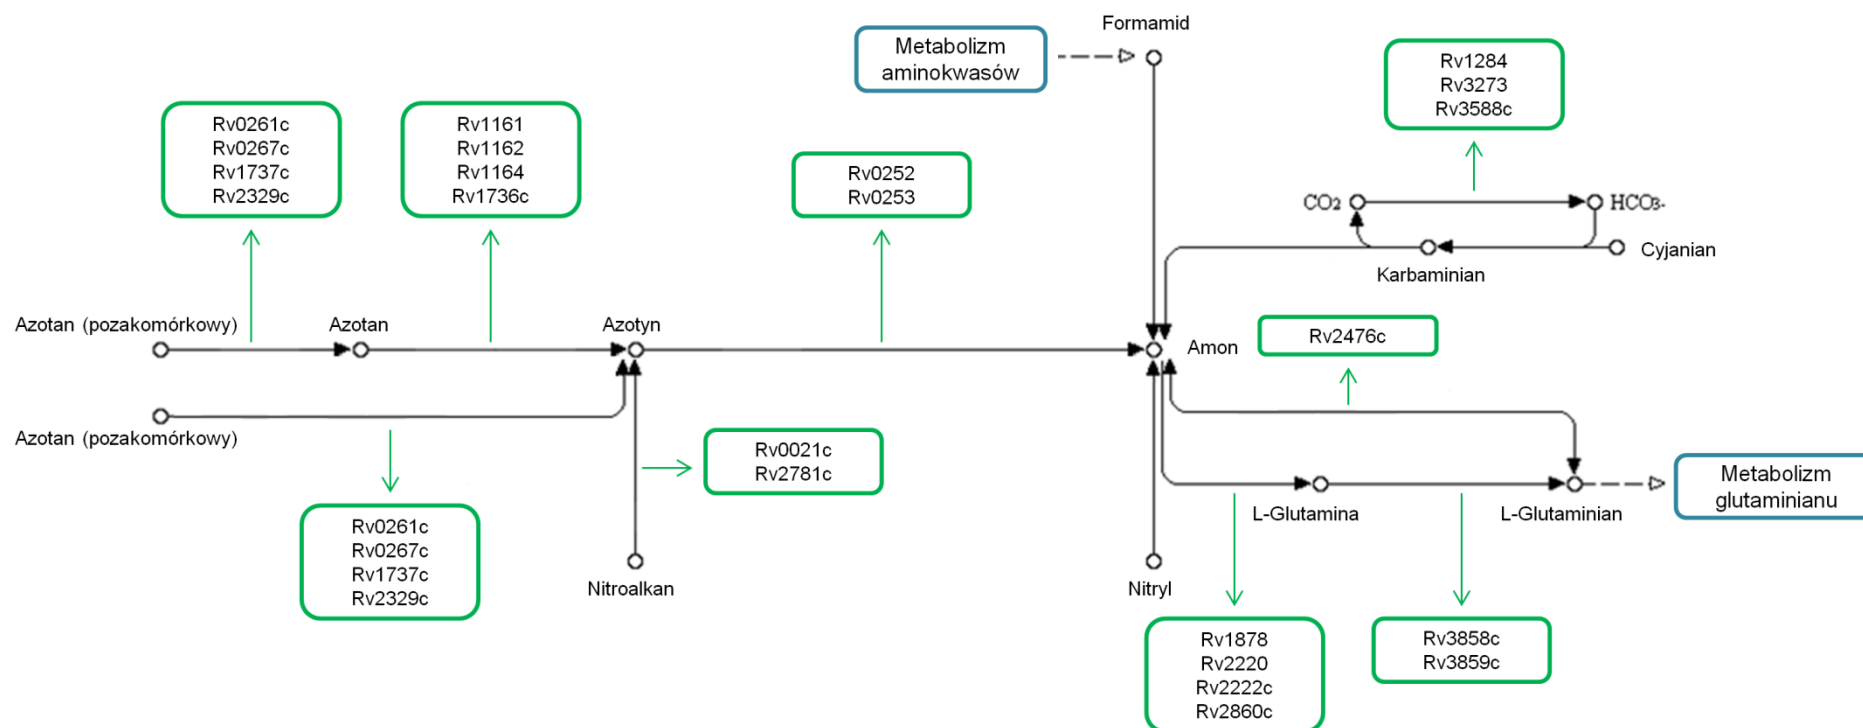 Formamid
Metabolizm
aminokwasów
Rv1284
Rv3273
Rv3588c
Rv0261c
Rv0267c
Rv1737c
Rv2329c
Rv1161
Rv1162
Rv1164
Rv1736c
Rv0252
Rv0253
CO2
HCO3-
Karbaminian
Cyjanian
Azotan (pozakomórkowy)
Azotan
Azotyn
Amon
Rv2476c
Azotan (pozakomórkowy)
Rv0021c
Rv2781c
Metabolizm
glutaminianu
L-Glutamina
L-Glutaminian
Rv0261c
Rv0267c
Rv1737c
Rv2329c
Nitroalkan
Nitryl
Rv1878
Rv2220
Rv2222c
Rv2860c
Rv3858c
Rv3859c